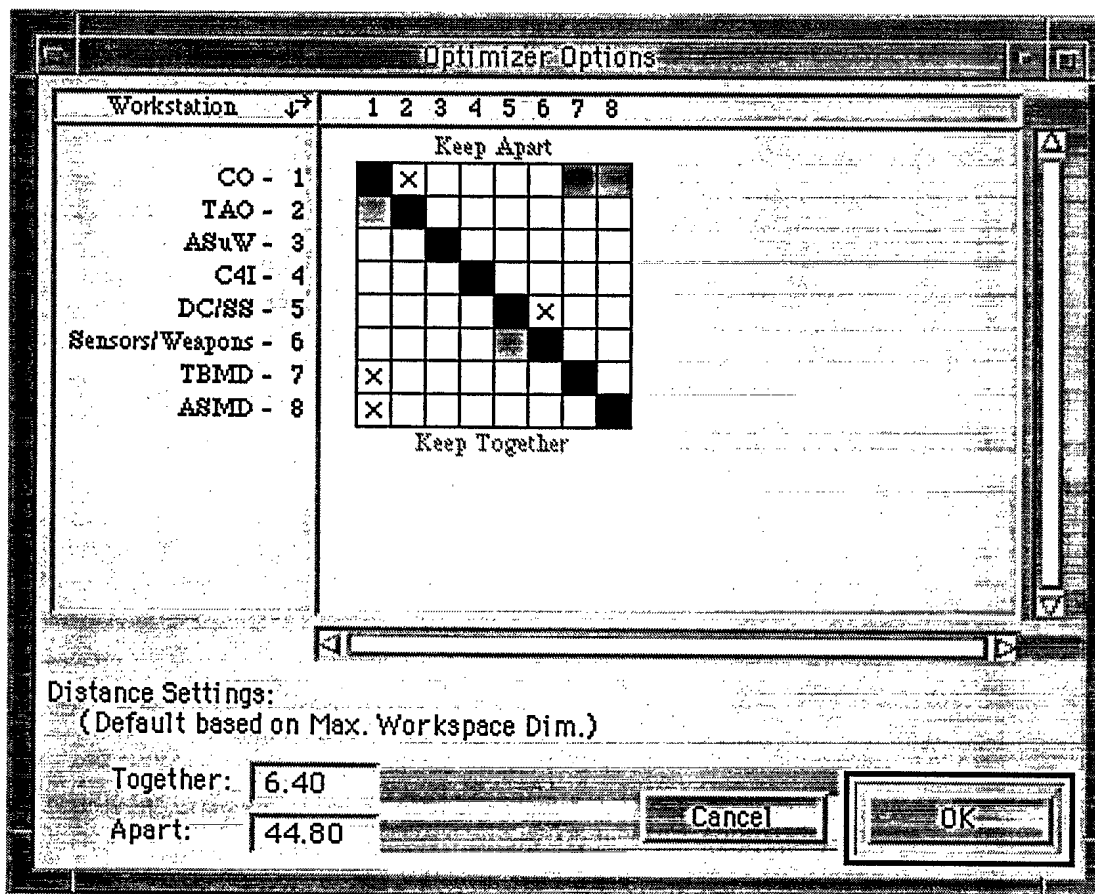 Optimizer Options
Workstation 1 2 3 4 5 6 7 8
Keep Apart
CO - 1
TAO - 2
ASuW - 3
C4I - 4
DC/SS - 5
Sensors/Weapons - 6
TBMD - 7
ASMD - 8
Keep Together
Distance Settings:
(Default based on Max. Workspace Dim.)
Together: 6.40
Apart: 44.80
Cancel OK